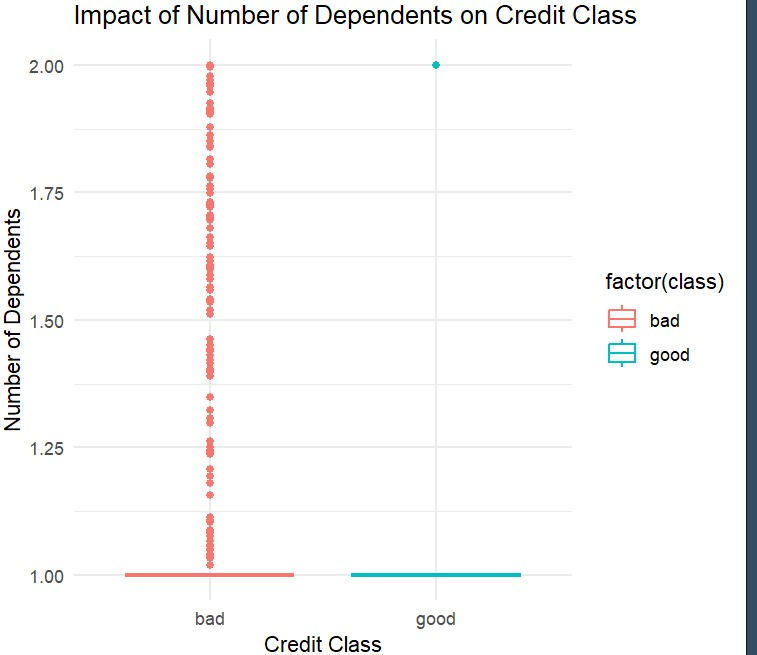 Impact of Number of Dependents on Credit Class
Number of Dependents
2.00
1.75
1.50
1.25
1.00
bad
good
Credit Class
factor(class)
bad
good